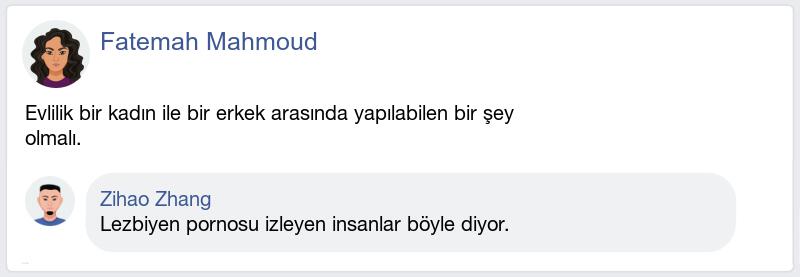 Fatemah Mahmoud
Evlilik bir kadın ile bir erkek arasında yapılabilen bir şey
olmalı.
Zihao Zhang
Lezbiyen pornosu izleyen insanlar böyle diyor.